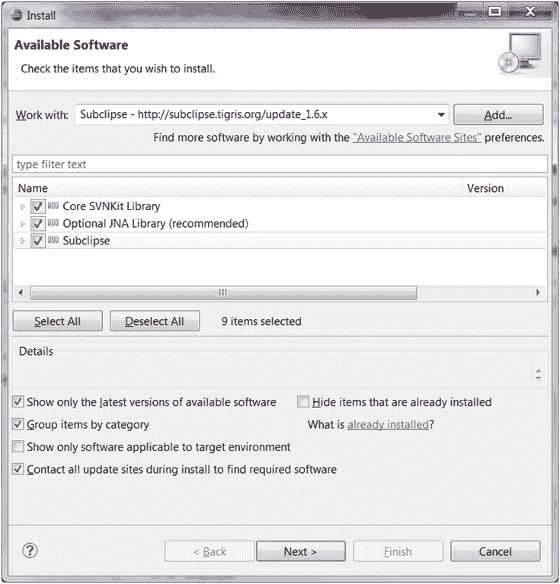 Install
Available Software
Check the items that you wish to install.
Work with: Subclipse - http://subclipse.tigris.org/update_1.6.x Add...
Find more software by working with the "Available Software Sites" preferences.
type filter text
Name Version
Core SVNKit Library
Optional JNA Library (recommended)
Subclipse
Select All Deselect All 9 items selected
Details
Show only the latest versions of available software Hide items that are already installed
Group items by category What is already installed?
Show only software applicable to target environment
Contact all update sites during install to find required software
? < Back Next > Finish Cancel